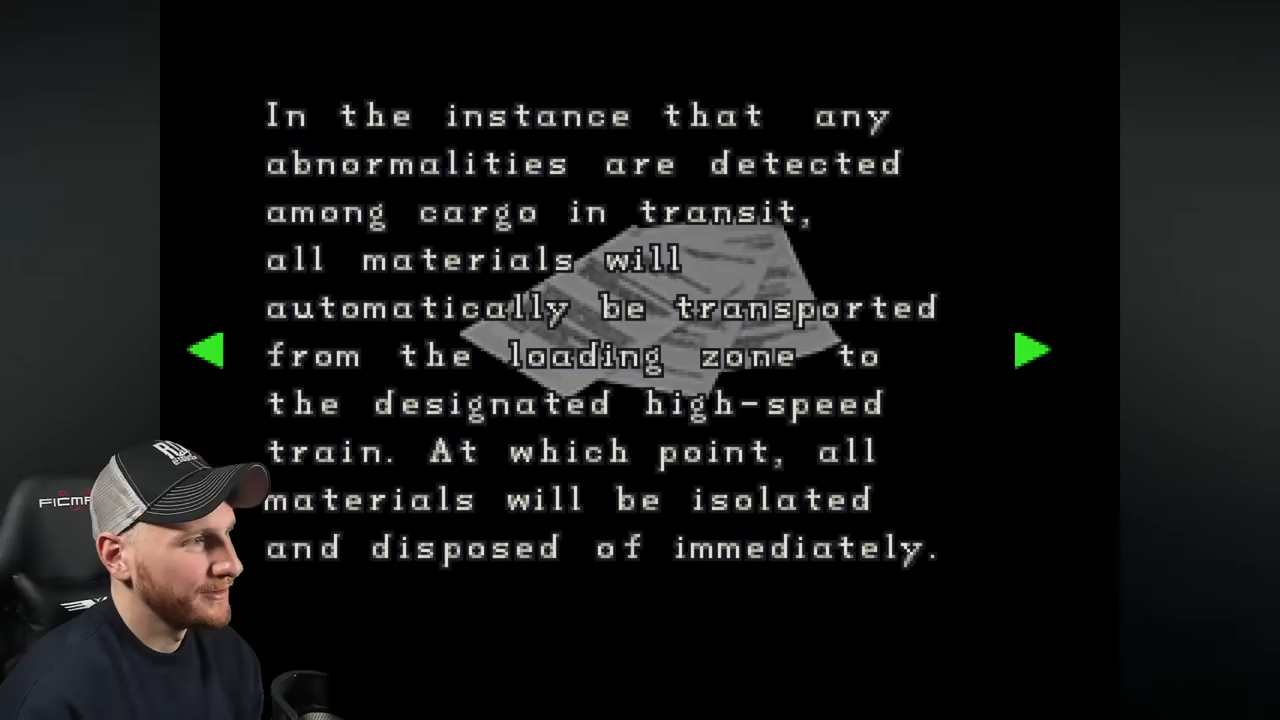 In the instance that any
abnormalities are detected
among cargo in transit,
all materials will
automatically be transported
from the loading zone to
the designated high-speed
train. At which point, all
materials will be isolated
and disposed of immediately.